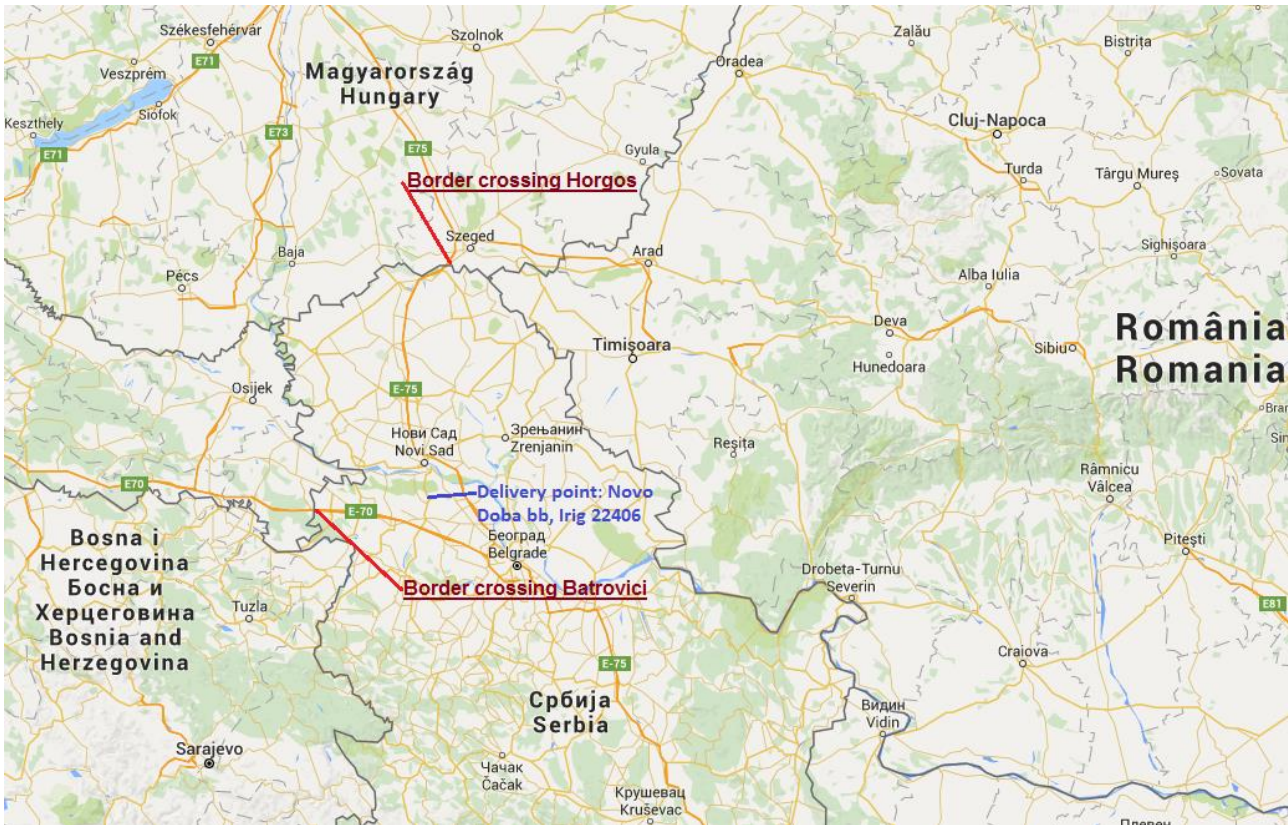 Székesfehérvár
E71
Veszprém
Siofok
Keszthely
E71
E73
Magyarország
Hungary
Szolnok
E75
Border crossing Horgos
Gyula
Szeged
Baja
Pécs
Oradea
Zalău
Bistrița
Cluj-Napoca
Turda
Târgu Mureș
Sovata
Sighișoara
Arad
Alba Iulia
Timișoara
Deva
Hunedoara
Sibiu
România
Romania
Osijek
E-75
Нови Сад
Novi Sad
Зрењанин
Zrenjanin
Reșița
Râmnicu
Vâlcea
Pitești
E70
E-70
Delivery point: Novo
Doba bb, Irig 22406
Београд
Belgrade
Border crossing Batrovici
Bosna i
Hercegovina
Босна и
Херцеговина
Bosnia and
Herzegovina
Tuzla
Drobeta-Turnu
Severin
E81
Craiova
E-75
Србија
Serbia
Видин
Vidin
Sarajevo
Чачак
Čačak
Крушевац
Kruševac
Плевен